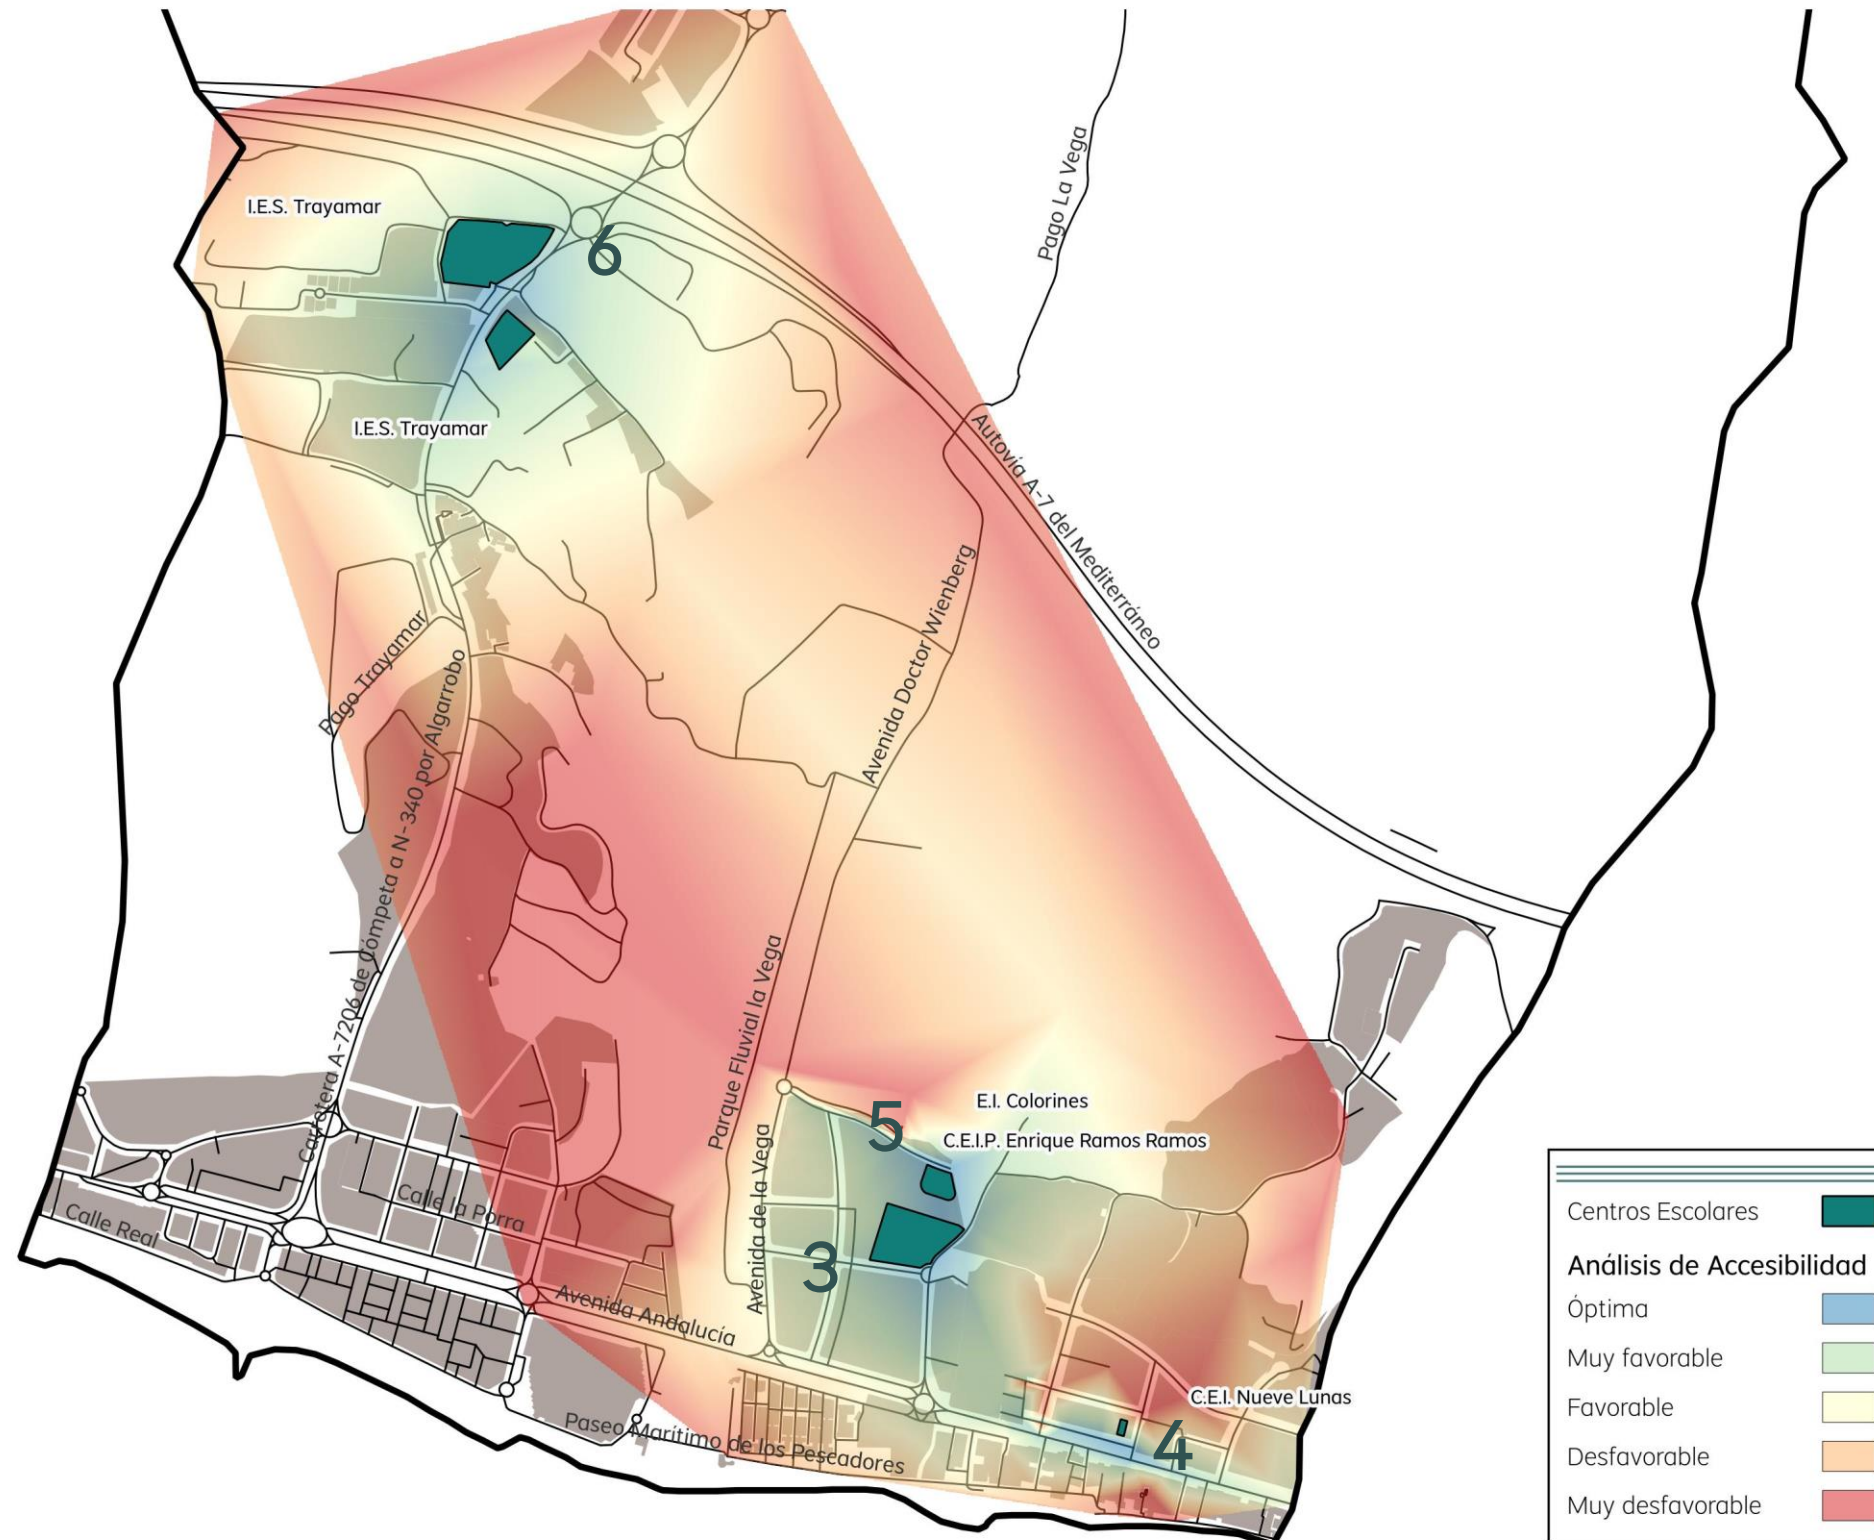 Pago La Vega
I.E.S. Trayamar
6
I.E.S. Trayamar
Autovía A-7 del Mediterráneo
Avenida Doctor Wienberg
Pago Trayamar
Carretera A-7206 de Cómpeta a N-340 por Algarrobo
Parque Fluvial la Vega
E.I. Colorines
5
C.E.I.P. Enrique Ramos Ramos
Avenida de la Vega
Calle la Porra
Calle Real
3
Avenida Andalucía
C.E.I. Nueve Lunas
4
Paseo Marítimo de los Pescadores
Centros Escolares
Análisis de Accesibilidad
Óptima
Muy favorable
Favorable
Desfavorable
Muy desfavorable